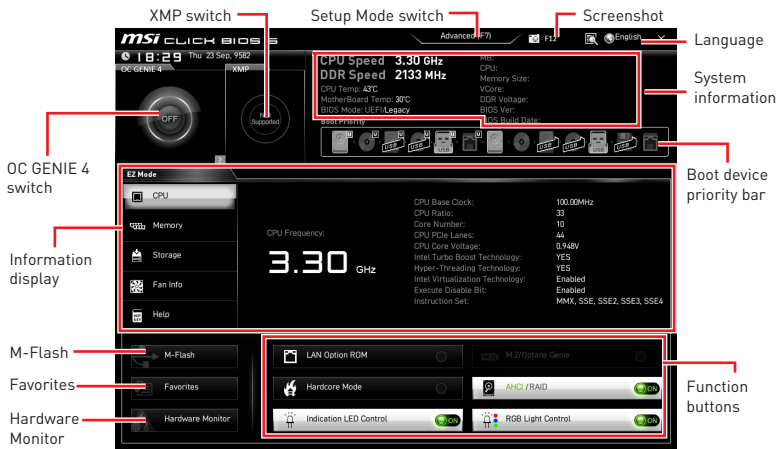 XMP switch
Setup Mode switch
Screenshot
msi CLICK BIOS 5
Advanced (F7)
F12
English
Language
18:29 Thu 23 Sep, 9582
OC GENIE 4
XMP
OFF
Not Supported
CPU Speed 3.30 GHz
DDR Speed 2133 MHz
CPU Temp: 43°C
MotherBoard Temp: 30°C
BIOS Mode: UEFI/Legacy
Boot Priority
MB:
CPU:
Memory Size:
VCore:
DDR Voltage:
BIOS Ver:
BIOS Build Date:
System information
U U U U U
USB USB USB USB USB USB
OC GENIE 4 switch
?
Boot device priority bar
EZ Mode
CPU
Memory
Storage
Fan Info
Help
Information display
CPU Frequency:
3.30 GHz
CPU Base Clock: 100.00MHz
CPU Ratio: 33
Core Number: 10
CPU PCIe Lanes: 44
CPU Core Voltage: 0.948V
Intel Turbo Boost Technology: YES
Hyper-Threading Technology: YES
Intel Virtualization Technology: Enabled
Execute Disable Bit: Enabled
Instruction Set: MMX, SSE, SSE2, SSE3, SSE4
M-Flash
M-Flash
Favorites
Favorites
Hardware Monitor
Hardware Monitor
LAN Option ROM
M.2/Optane Genie
Hardcore Mode
AHCI /RAID
ON
Indication LED Control
ON
RGB Light Control
ON
Function buttons